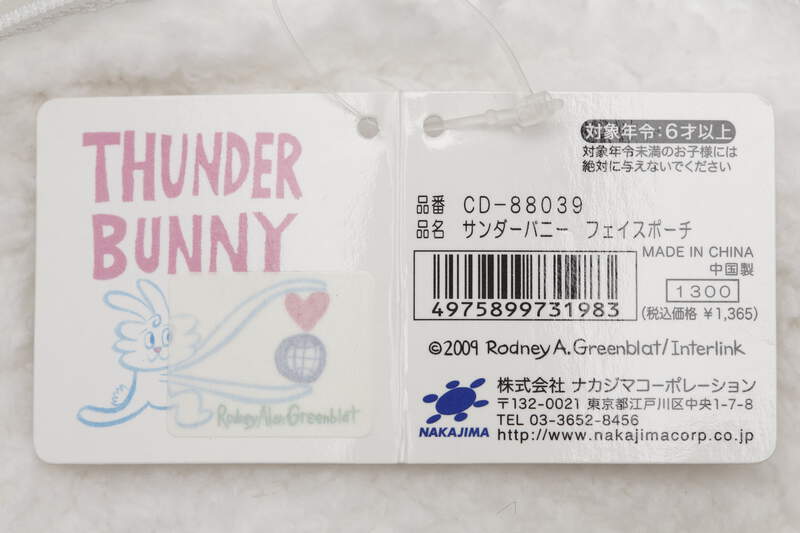 THUNDER
BUNNY
Rodney Alan Greenblat
対象年令：6才以上
対象年令未満のお子様には
絶対に与えないでください
品番 CD-88039
品名 サンダーバニー フェイスポーチ
MADE IN CHINA
中国製
1300
(税込価格 ¥1,365)
4975899731983
©2009 Rodney A. Greenblat/Interlink
NAKAJIMA
株式会社 ナカジマコーポレーション
〒132-0021 東京都江戸川区中央1-7-8
TEL 03-3652-8456
http://www.nakajimacorp.co.jp